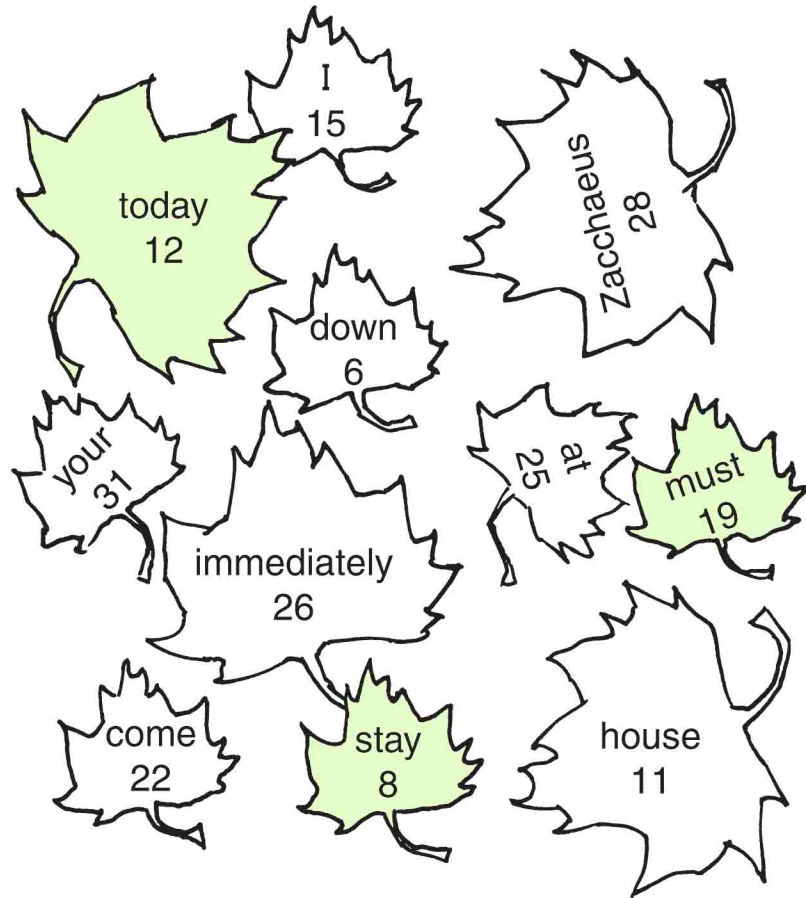 I
15
today
12
Zacchaeus
28
down
6
your
31
at
25
must
19
immediately
26
come
22
stay
8
house
11